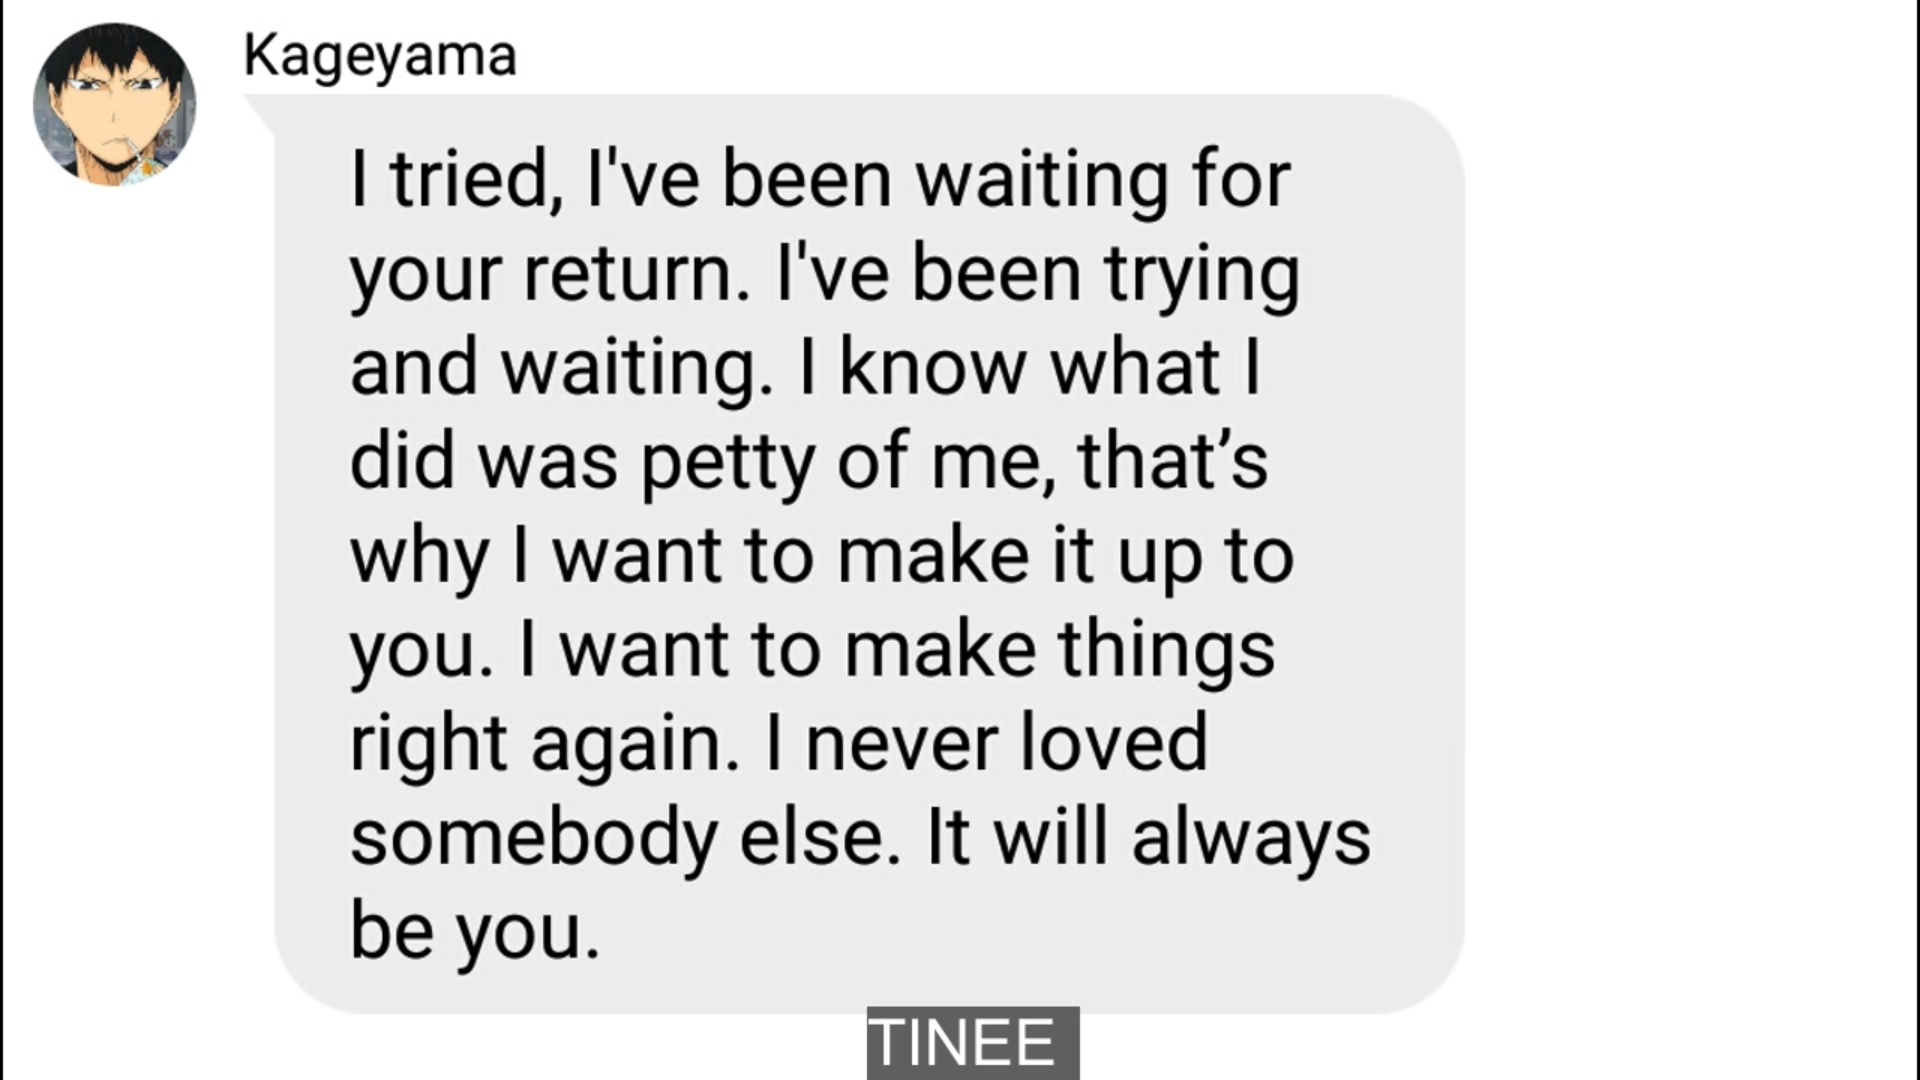 Kageyama
I tried, I've been waiting for
your return. I've been trying
and waiting. I know what I
did was petty of me, that’s
why I want to make it up to
you. I want to make things
right again. I never loved
somebody else. It will always
be you.
TINEE